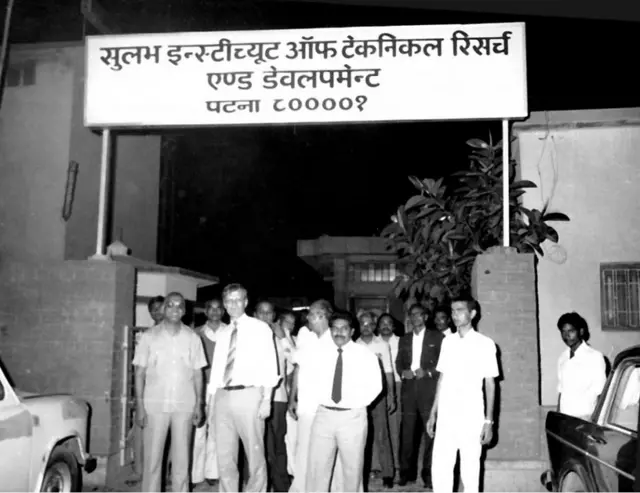 सुलभ इन्स्टीच्यूट ऑफ टेकनिकल रिसर्च
एण्ड डेवलपमेन्ट
पटना ८००००१